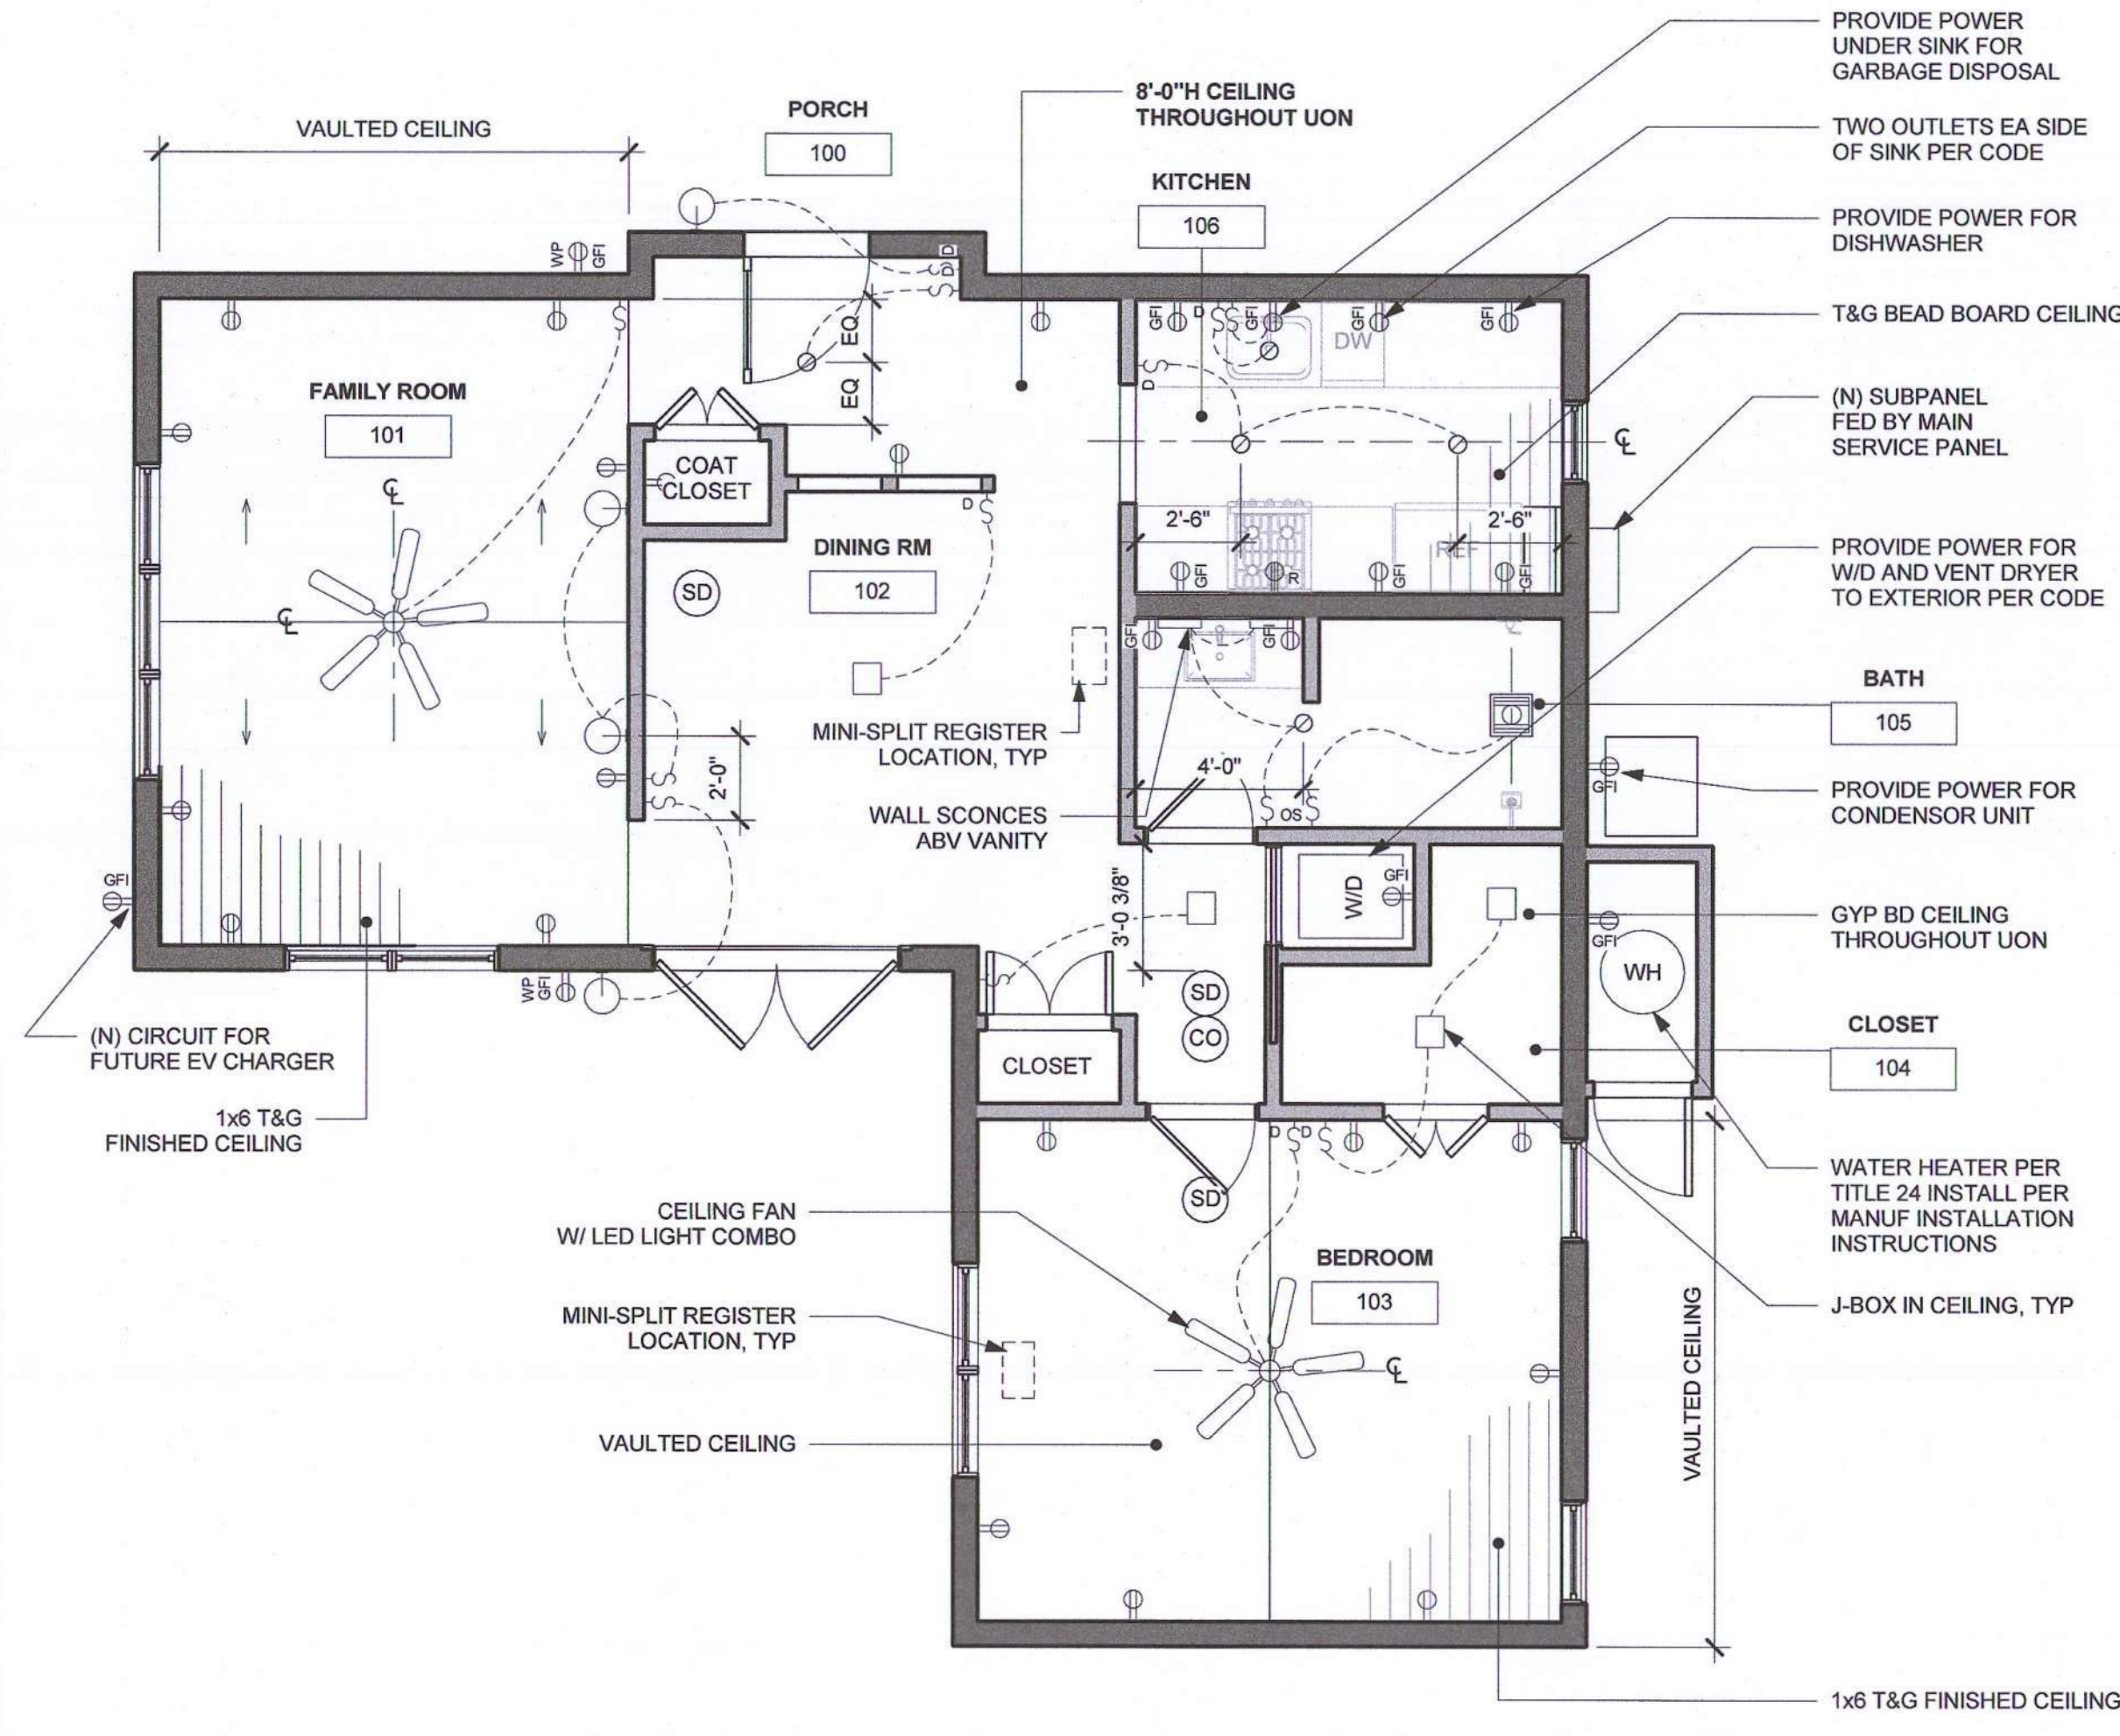 PROVIDE POWER
UNDER SINK FOR
GARBAGE DISPOSAL
8'-0"H CEILING
THROUGHOUT UON
PORCH
100
VAULTED CEILING
TWO OUTLETS EA SIDE
OF SINK PER CODE
KITCHEN
106
PROVIDE POWER FOR
DISHWASHER
WP
GFI
D
D
T&G BEAD BOARD CEILING
GFI
D
GFI
GFI
GFI
EQ
EQ
DW
D
FAMILY ROOM
101
(N) SUBPANEL
FED BY MAIN
SERVICE PANEL
CL
CL
COAT
CLOSET
D
2'-6"
2'-6"
REF
DINING RM
102
SD
GFI
R
GFI
GFI
PROVIDE POWER FOR
W/D AND VENT DRYER
TO EXTERIOR PER CODE
CL
GFI
GFI
BATH
105
MINI-SPLIT REGISTER
LOCATION, TYP
2'-0"
4'-0"
GFI
PROVIDE POWER FOR
CONDENSOR UNIT
WALL SCONCES
ABV VANITY
OS
GFI
3'-0 3/8"
W/D
GFI
GFI
GYP BD CEILING
THROUGHOUT UON
WP
GFI
SD
CO
WH
(N) CIRCUIT FOR
FUTURE EV CHARGER
CLOSET
CLOSET
104
1x6 T&G
FINISHED CEILING
D
D
SD
WATER HEATER PER
TITLE 24 INSTALL PER
MANUF INSTALLATION
INSTRUCTIONS
CEILING FAN
W/ LED LIGHT COMBO
BEDROOM
103
J-BOX IN CEILING, TYP
MINI-SPLIT REGISTER
LOCATION, TYP
CL
VAULTED CEILING
VAULTED CEILING
1x6 T&G FINISHED CEILING